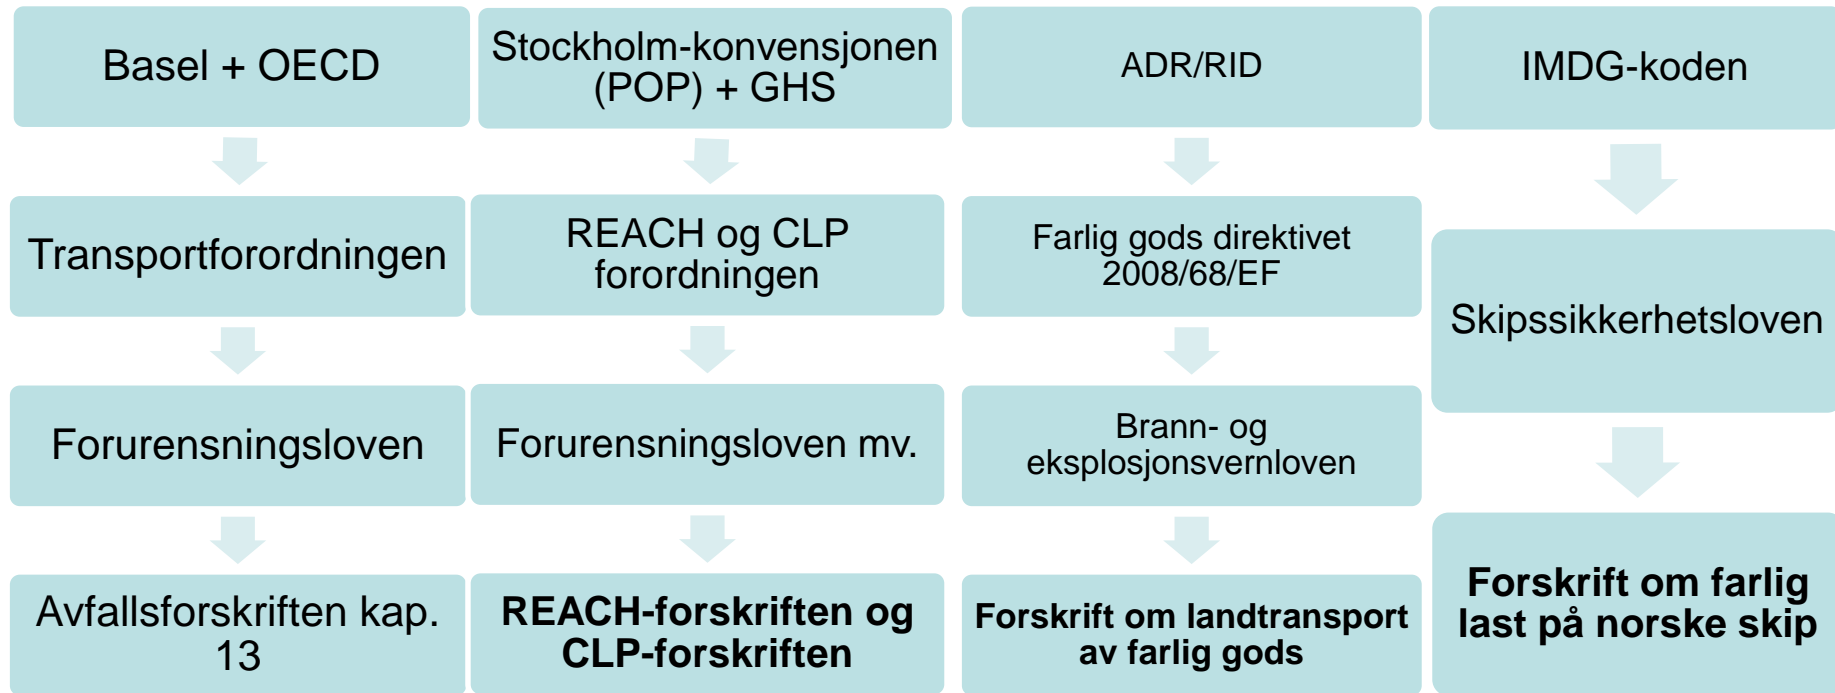 Basel + OECD
Stockholm-konvensjonen
(POP) + GHS
ADR/RID
IMDG-koden
Transportforordningen
REACH og CLP
forordningen
Farlig gods direktivet
2008/68/EF
Skipssikkerhetsloven
Forurensningsloven
Forurensningsloven mv.
Brann- og
eksplosjonsvernloven
Avfallsforskriften kap.
13
REACH-forskriften og
CLP-forskriften
Forskrift om landtransport
av farlig gods
Forskrift om farlig
last på norske skip